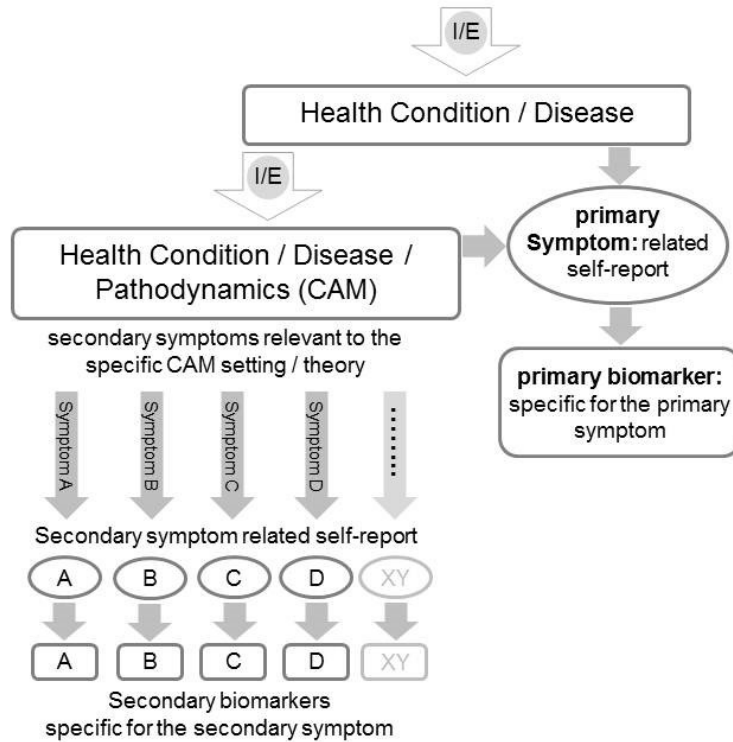 I/E
Health Condition / Disease
I/E
primary
Symptom: related
self-report
Health Condition / Disease /
Pathodynamics (CAM)
secondary symptoms relevant to the
specific CAM setting / theory
primary biomarker:
specific for the primary
symptom
Symptom A
Symptom B
Symptom C
Symptom D
.........
Secondary symptom related self-report
A B C D XY
A B C D XY
Secondary biomarkers
specific for the secondary symptom